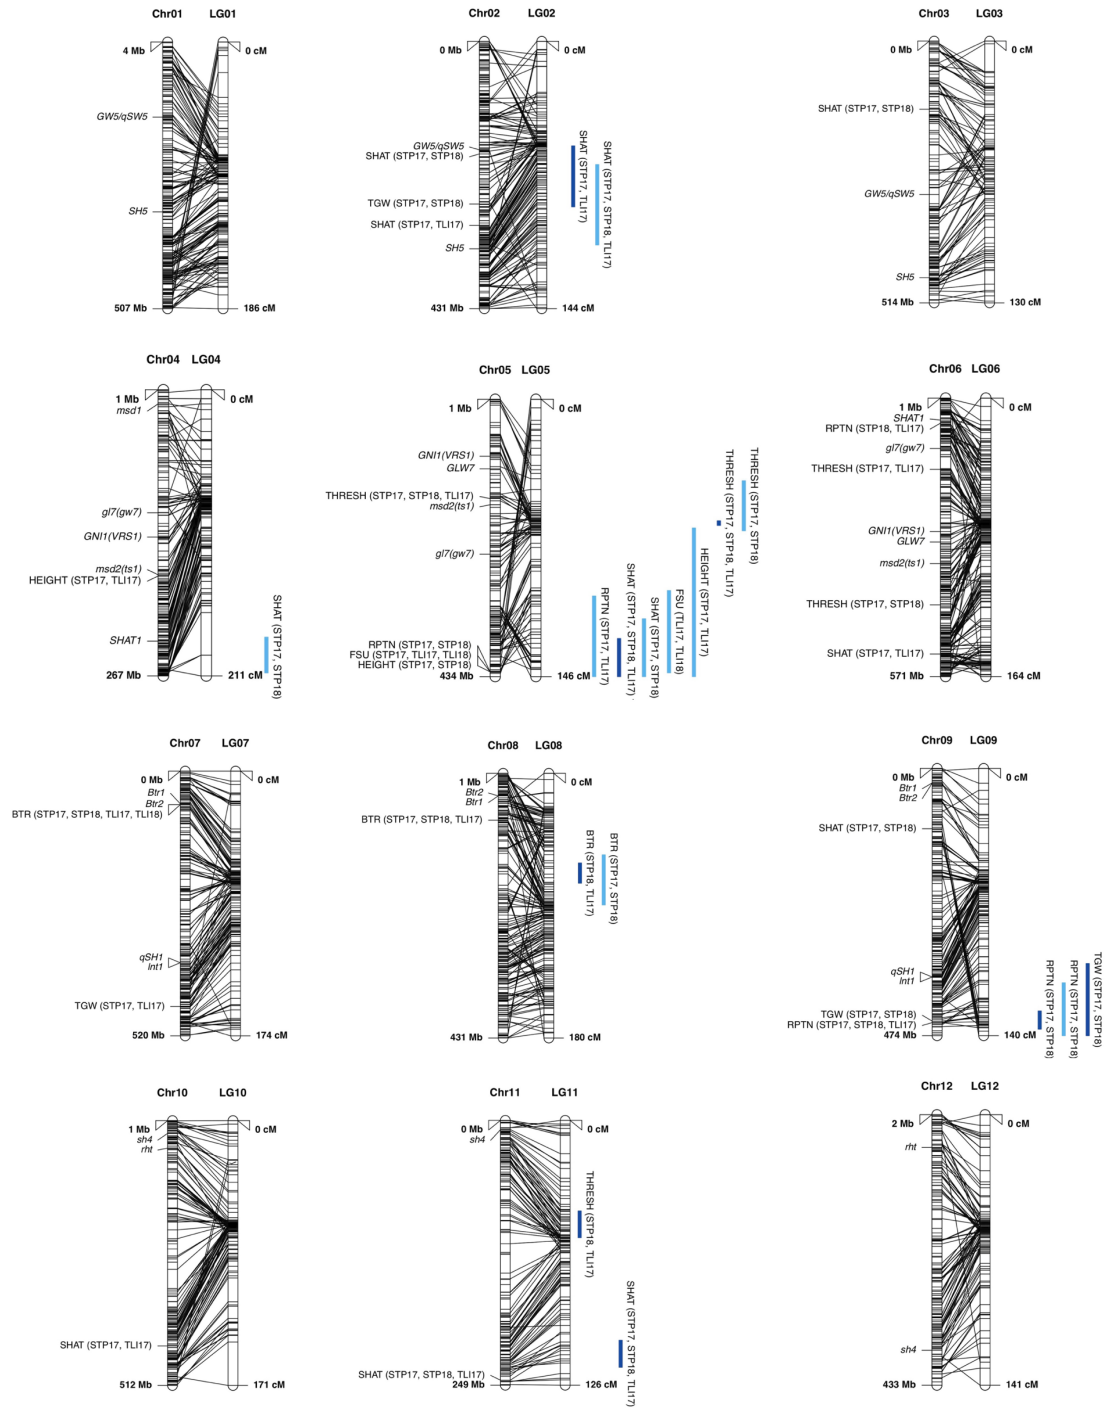 Chr01 LG01
4 Mb 0 cM
GW5/qSW5
SH5
507 Mb 186 cM
Chr02 LG02
0 Mb 0 cM
GW5/qSW5
SHAT (STP17, STP18)
TGW (STP17, STP18)
SHAT (STP17, TLI17)
SH5
431 Mb 144 cM
SHAT (STP17, TLI17)
SHAT (STP17, STP18, TLI17)
Chr03 LG03
0 Mb 0 cM
SHAT (STP17, STP18)
GW5/qSW5
SH5
514 Mb 130 cM
Chr04 LG04
1 Mb 0 cM
msd1
gl7(gw7)
GNI1(VRS1)
msd2(ts1)
HEIGHT (STP17, TLI17)
SHAT1
267 Mb 211 cM
SHAT (STP17, STP18)
Chr05 LG05
1 Mb 0 cM
GNI1(VRS1)
GLW7
THRESH (STP17, STP18, TLI17)
msd2(ts1)
gl7(gw7)
RPTN (STP17, STP18)
FSU (STP17, TLI17, TLI18)
HEIGHT (STP17, STP18)
434 Mb 146 cM
RPTN (STP17, TLI17)
SHAT (STP17, STP18, TLI17)
SHAT (STP17, STP18)
FSU (TLI17, TLI18)
HEIGHT (STP17, TLI17)
THRESH (STP17, STP18, TLI17)
THRESH (STP17, STP18)
Chr06 LG06
1 Mb 0 cM
SHAT1
RPTN (STP18, TLI17)
gl7(gw7)
THRESH (STP17, TLI17)
GNI1(VRS1)
GLW7
msd2(ts1)
THRESH (STP17, STP18)
SHAT (STP17, TLI17)
571 Mb 164 cM
Chr07 LG07
0 Mb 0 cM
Btr1
Btr2
BTR (STP17, STP18, TLI17, TLI18)
qSH1
Int1
TGW (STP17, TLI17)
520 Mb 174 cM
Chr08 LG08
1 Mb 0 cM
Btr2
Btr1
BTR (STP17, STP18, TLI17)
431 Mb 180 cM
BTR (STP18, TLI17)
BTR (STP17, STP18)
Chr09 LG09
0 Mb 0 cM
Btr1
Btr2
SHAT (STP17, STP18)
qSH1
Int1
TGW (STP17, STP18)
RPTN (STP17, STP18, TLI17)
474 Mb 140 cM
RPTN (STP17, STP18)
RPTN (STP17, STP18)
TGW (STP17, STP18)
Chr10 LG10
1 Mb 0 cM
sh4
rht
SHAT (STP17, TLI17)
512 Mb 171 cM
Chr11 LG11
0 Mb 0 cM
sh4
SHAT (STP17, STP18, TLI17)
249 Mb 126 cM
THRESH (STP18, TLI17)
SHAT (STP17, STP18, TLI17)
Chr12 LG12
2 Mb 0 cM
rht
sh4
433 Mb 141 cM